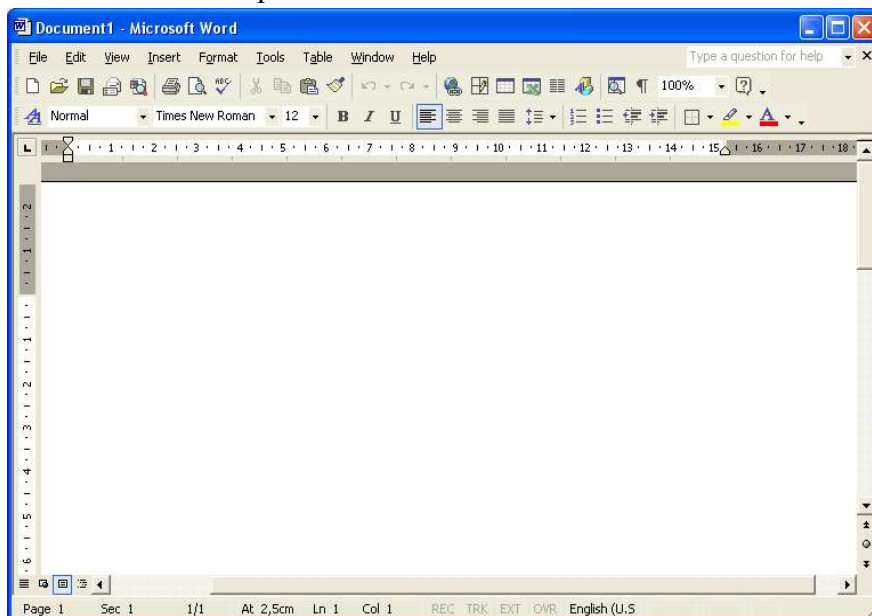 Document1 - Microsoft Word
File Edit View Insert Format Tools Table Window Help Type a question for help
100%
Normal Times New Roman 12 B I U
1 2 3 4 5 6 7 8 9 10 11 12 13 14 15 16 17 18
2
1
1
2
3
4
5
6
Page 1 Sec 1 1/1 At 2,5cm Ln 1 Col 1 REC TRK EXT OVR English (U.S